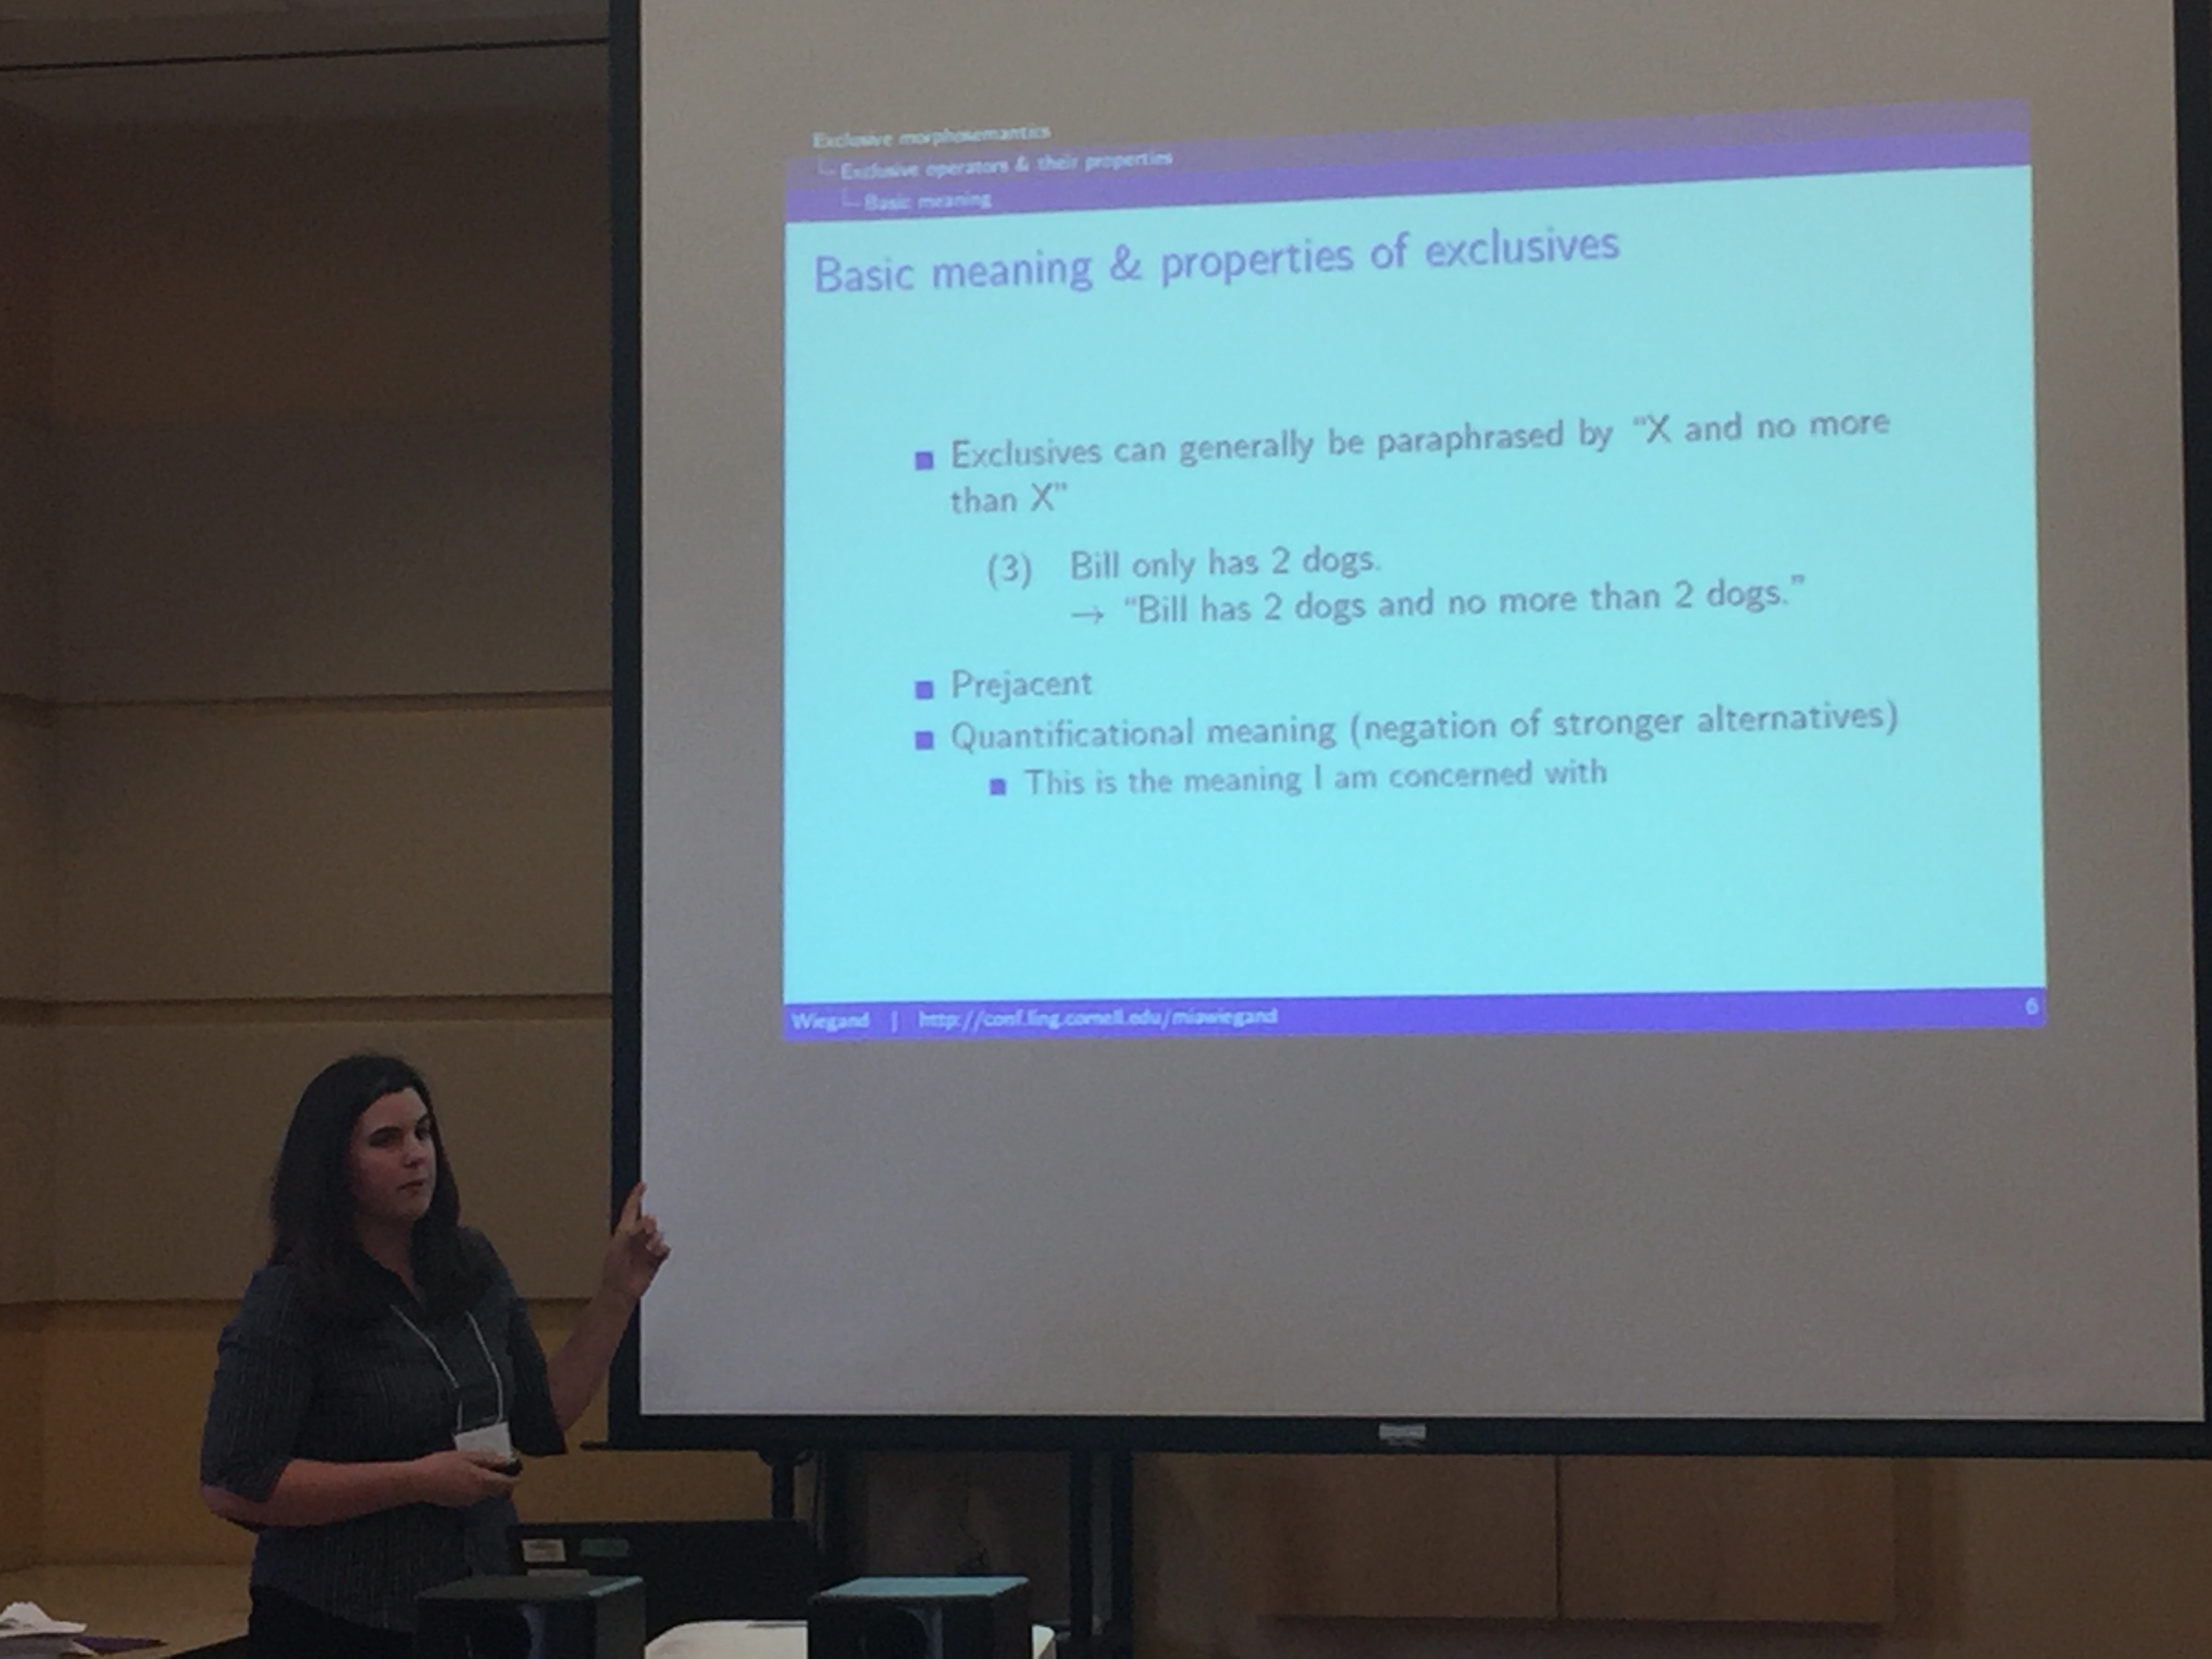 Exclusive morphosemantics
Exclusive operators & their properties
Basic meaning
Basic meaning & properties of exclusives
Exclusives can generally be paraphrased by “X and no more
than X”
(3) Bill only has 2 dogs.
→ “Bill has 2 dogs and no more than 2 dogs.”
Prejacent
Quantificational meaning (negation of stronger alternatives)
This is the meaning I am concerned with
Wiegand | http://conf.ling.cornell.edu/miawiegand 6